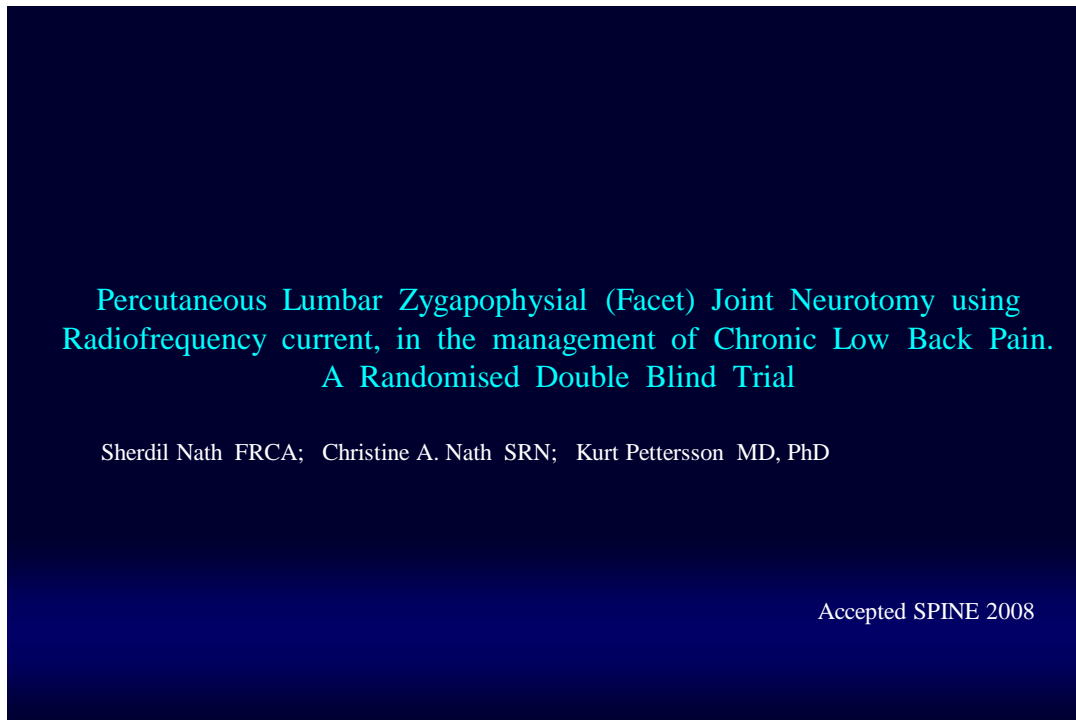 Percutaneous Lumbar Zygapophysial (Facet) Joint Neurotomy using
Radiofrequency current, in the management of Chronic Low Back Pain.
A Randomised Double Blind Trial
Sherdil Nath FRCA; Christine A. Nath SRN; Kurt Pettersson MD, PhD
Accepted SPINE 2008